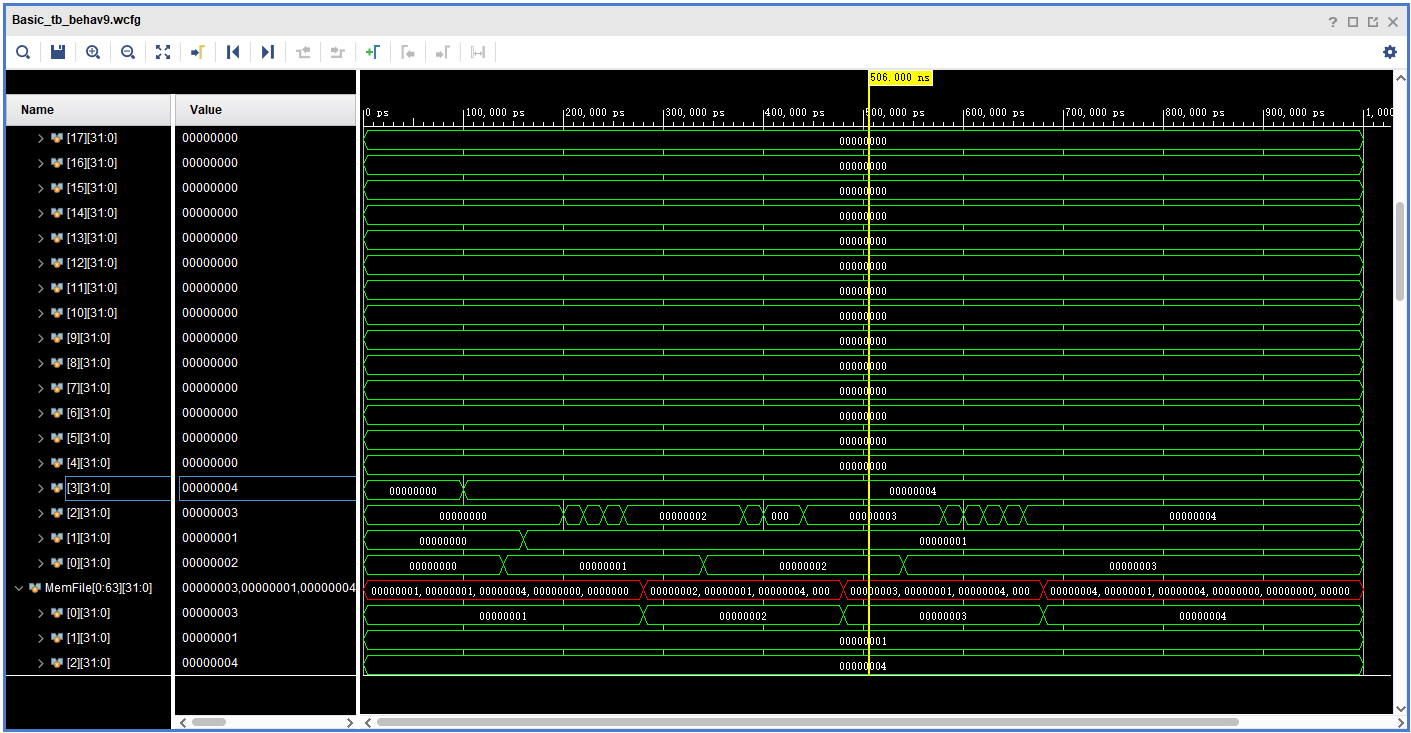 Basic_tb_behav9.wcfg
506.000 ns
Name Value
0 ps 100,000 ps 200,000 ps 300,000 ps 400,000 ps 500,000 ps 600,000 ps 700,000 ps 800,000 ps 900,000 ps 1,000
[17][31:0] 00000000 00000000
[16][31:0] 00000000 00000000
[15][31:0] 00000000 00000000
[14][31:0] 00000000 00000000
[13][31:0] 00000000 00000000
[12][31:0] 00000000 00000000
[11][31:0] 00000000 00000000
[10][31:0] 00000000 00000000
[9][31:0] 00000000 00000000
[8][31:0] 00000000 00000000
[7][31:0] 00000000 00000000
[6][31:0] 00000000 00000000
[5][31:0] 00000000 00000000
[4][31:0] 00000000 00000000
[3][31:0] 00000004 00000000 00000004
[2][31:0] 00000003 00000000 00000002 000 00000003 00000004
[1][31:0] 00000001 00000000 00000001
[0][31:0] 00000002 00000000 00000001 00000002 00000003
MemFile[0:63][31:0] 00000003,00000001,00000004 00000001,00000001,00000004,00000000,0000000 00000002,00000001,00000004,000 00000003,00000001,00000004,000 00000004,00000001,00000004,00000000,00000000,00000
[0][31:0] 00000003 00000001 00000002 00000003 00000004
[1][31:0] 00000001 00000001
[2][31:0] 00000004 00000004